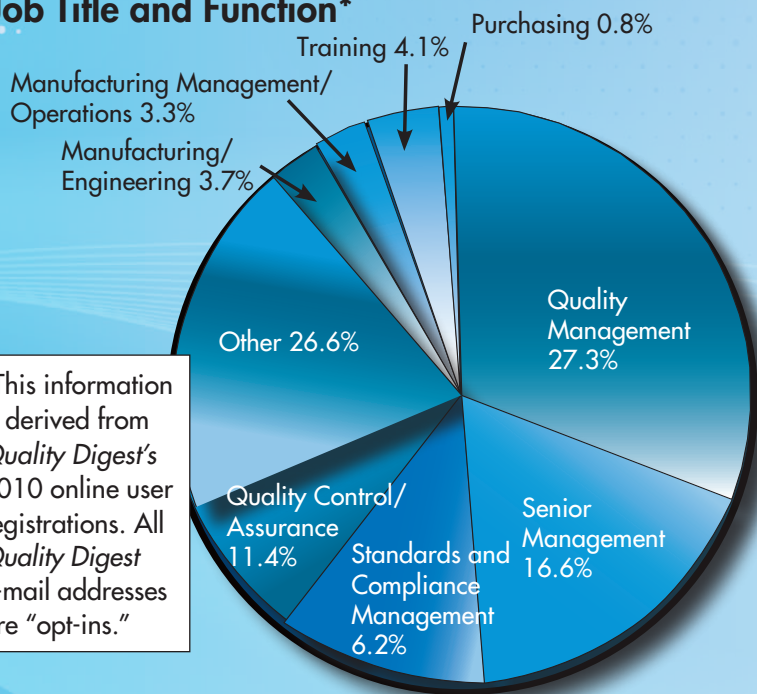 Job Title and Function*
Purchasing 0.8%
Training 4.1%
Manufacturing Management/
Operations 3.3%
Manufacturing/
Engineering 3.7%
Quality
Management
27.3%
Other 26.6%
Senior
Management
16.6%
Quality Control/
Assurance
11.4%
Standards and
Compliance
Management
6.2%
This information
derived from
Quality Digest's
010 online user
egistrations. All
Quality Digest
-mail addresses
re “opt-ins.”